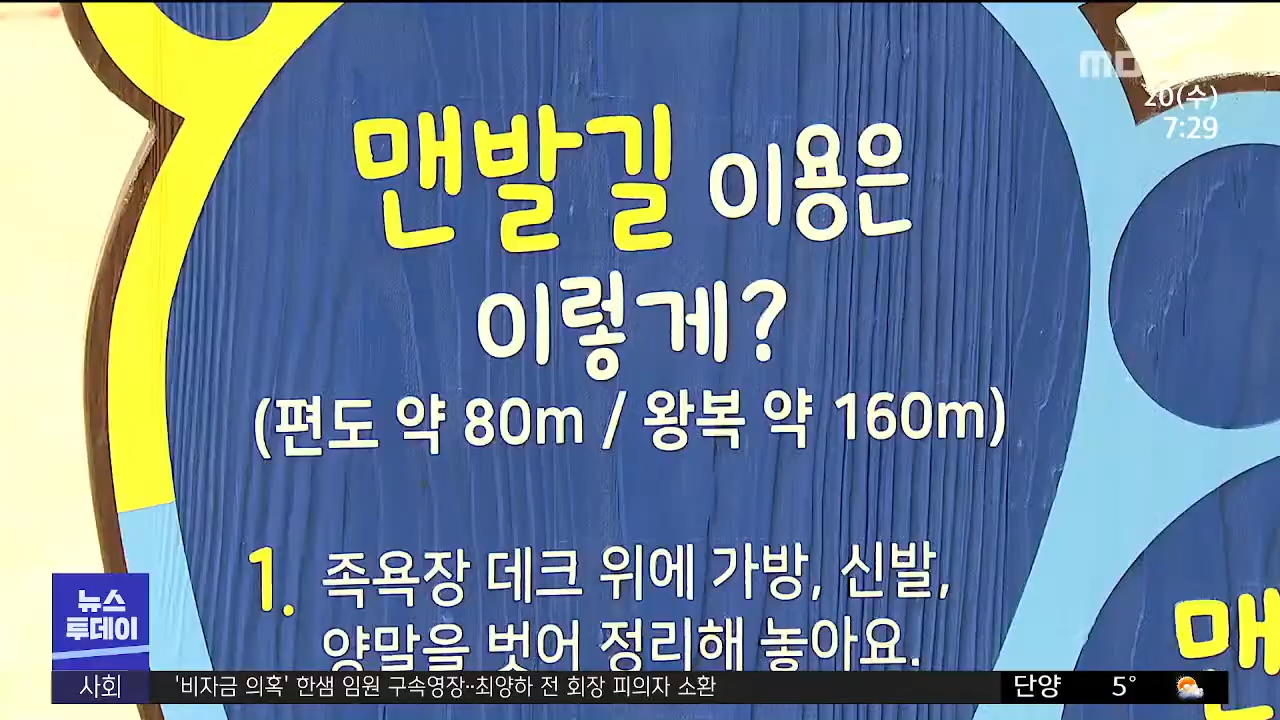 mbc
20(수)
7:29
맨발길 이용은
이렇게?
(편도 약 80m / 왕복 약 160m)
1. 족욕장 데크 위에 가방, 신발,
양말을 벗어 정리해 놓아요.
맨
뉴스
투데이
사회 '비자금 의혹' 한샘 임원 구속영장··최양하 전 회장 피의자 소환 단양 5°